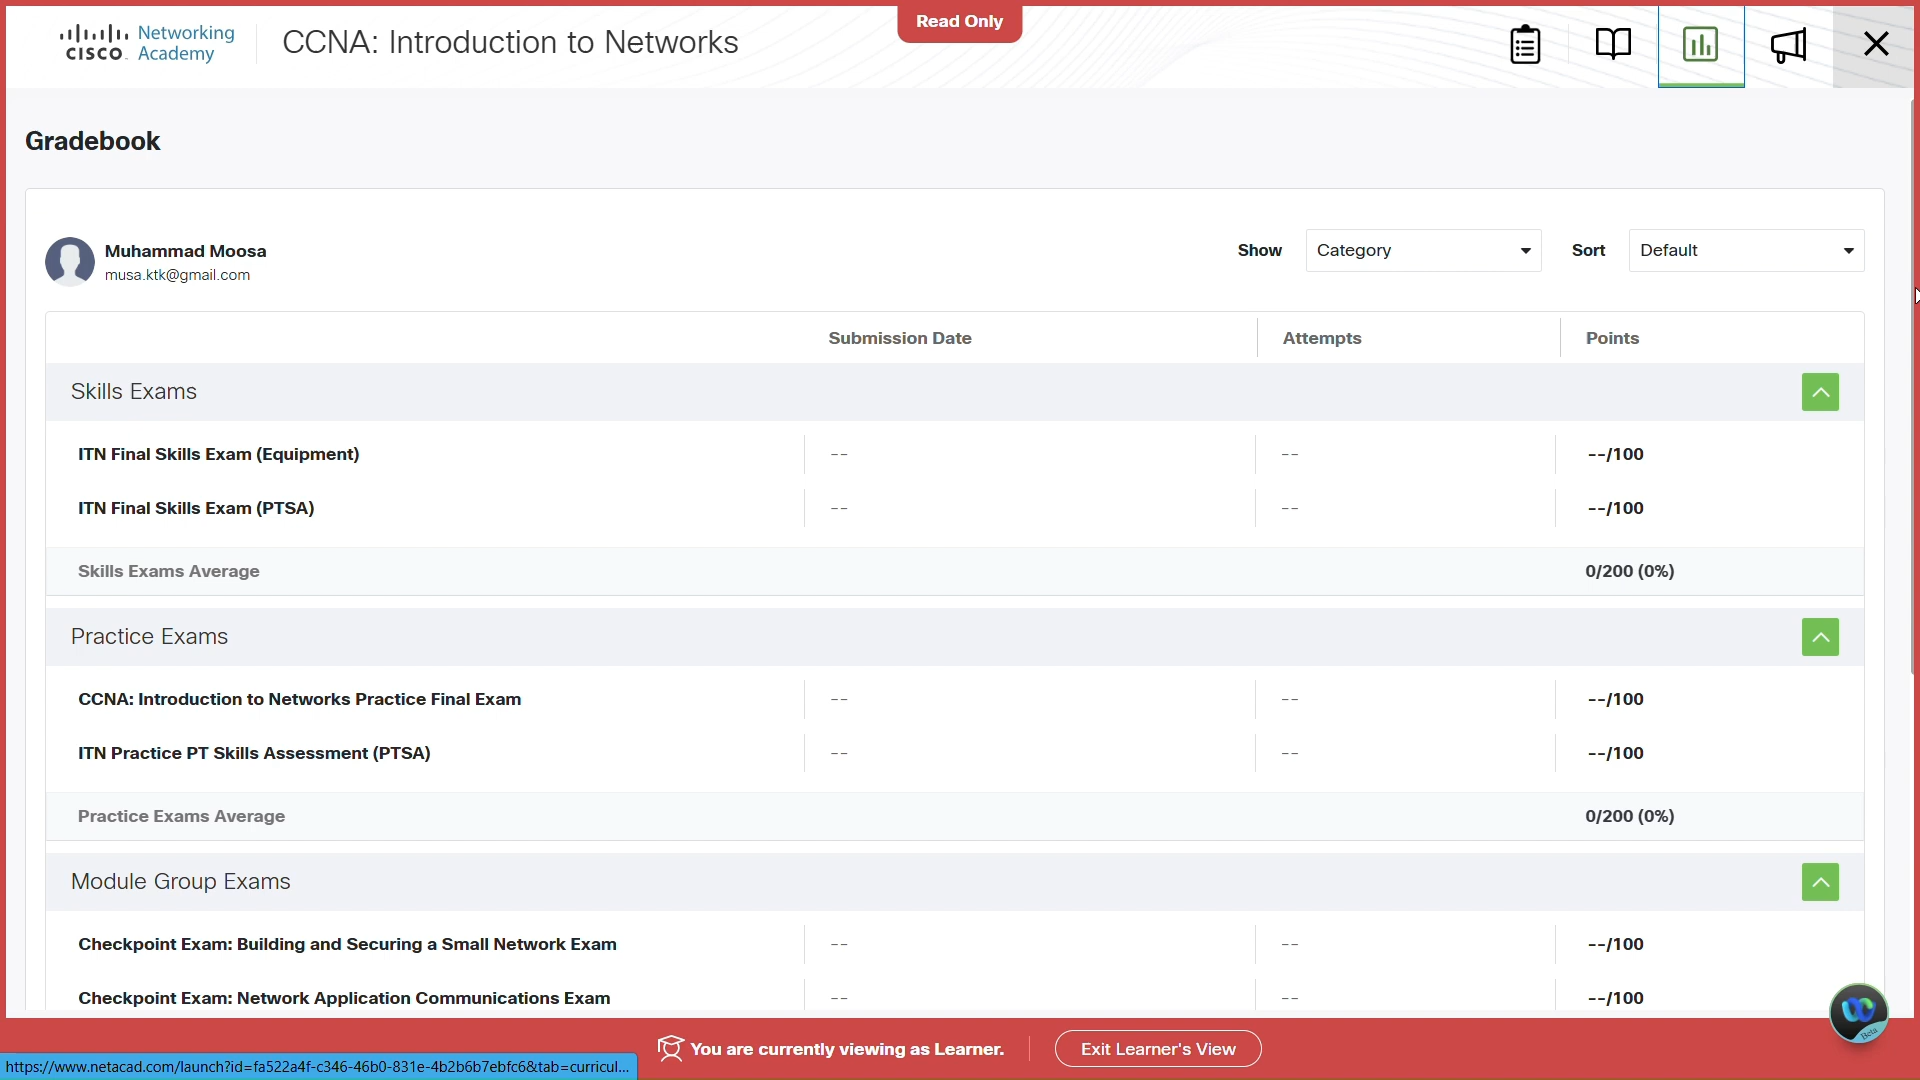 Read Only
CISCO
Networking
Academy
CCNA: Introduction to Networks
Gradebook
Muhammad Moosa
musa.ktk@gmail.com
Show Category Sort Default
Submission Date Attempts Points
Skills Exams
ITN Final Skills Exam (Equipment) -- -- --/100
ITN Final Skills Exam (PTSA) -- -- --/100
Skills Exams Average 0/200 (0%)
Practice Exams
CCNA: Introduction to Networks Practice Final Exam -- -- --/100
ITN Practice PT Skills Assessment (PTSA) -- -- --/100
Practice Exams Average 0/200 (0%)
Module Group Exams
Checkpoint Exam: Building and Securing a Small Network Exam -- -- --/100
Checkpoint Exam: Network Application Communications Exam -- -- --/100
Beta
You are currently viewing as Learner. Exit Learner's View
https://www.netacad.com/launch?id=fa522a4f-c346-46b0-831e-4b2b6b7ebfc6&tab=curricul...